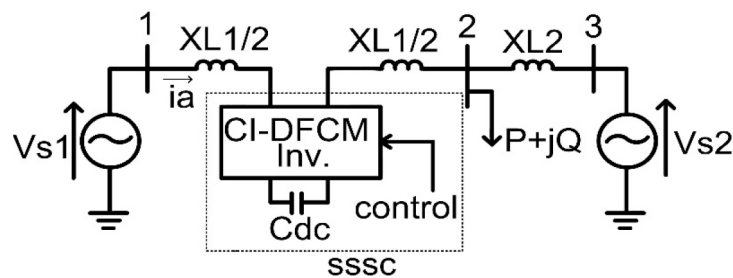 1
XL1/2
XL1/2
2
XL2
3
ia
Vs1
CI-DFCM
Inv.
P+jQ
Vs2
control
Cdc
sssc